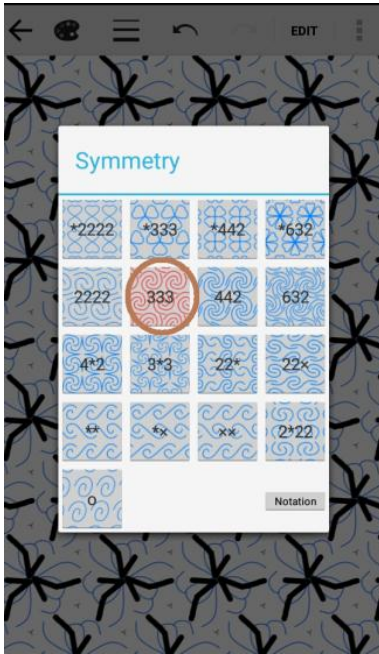 EDIT
Symmetry
*2222 *333 *442 *632
2222 333 442 632
4*2 3*3 22* 22×
** *× ×× 2*22
O Notation